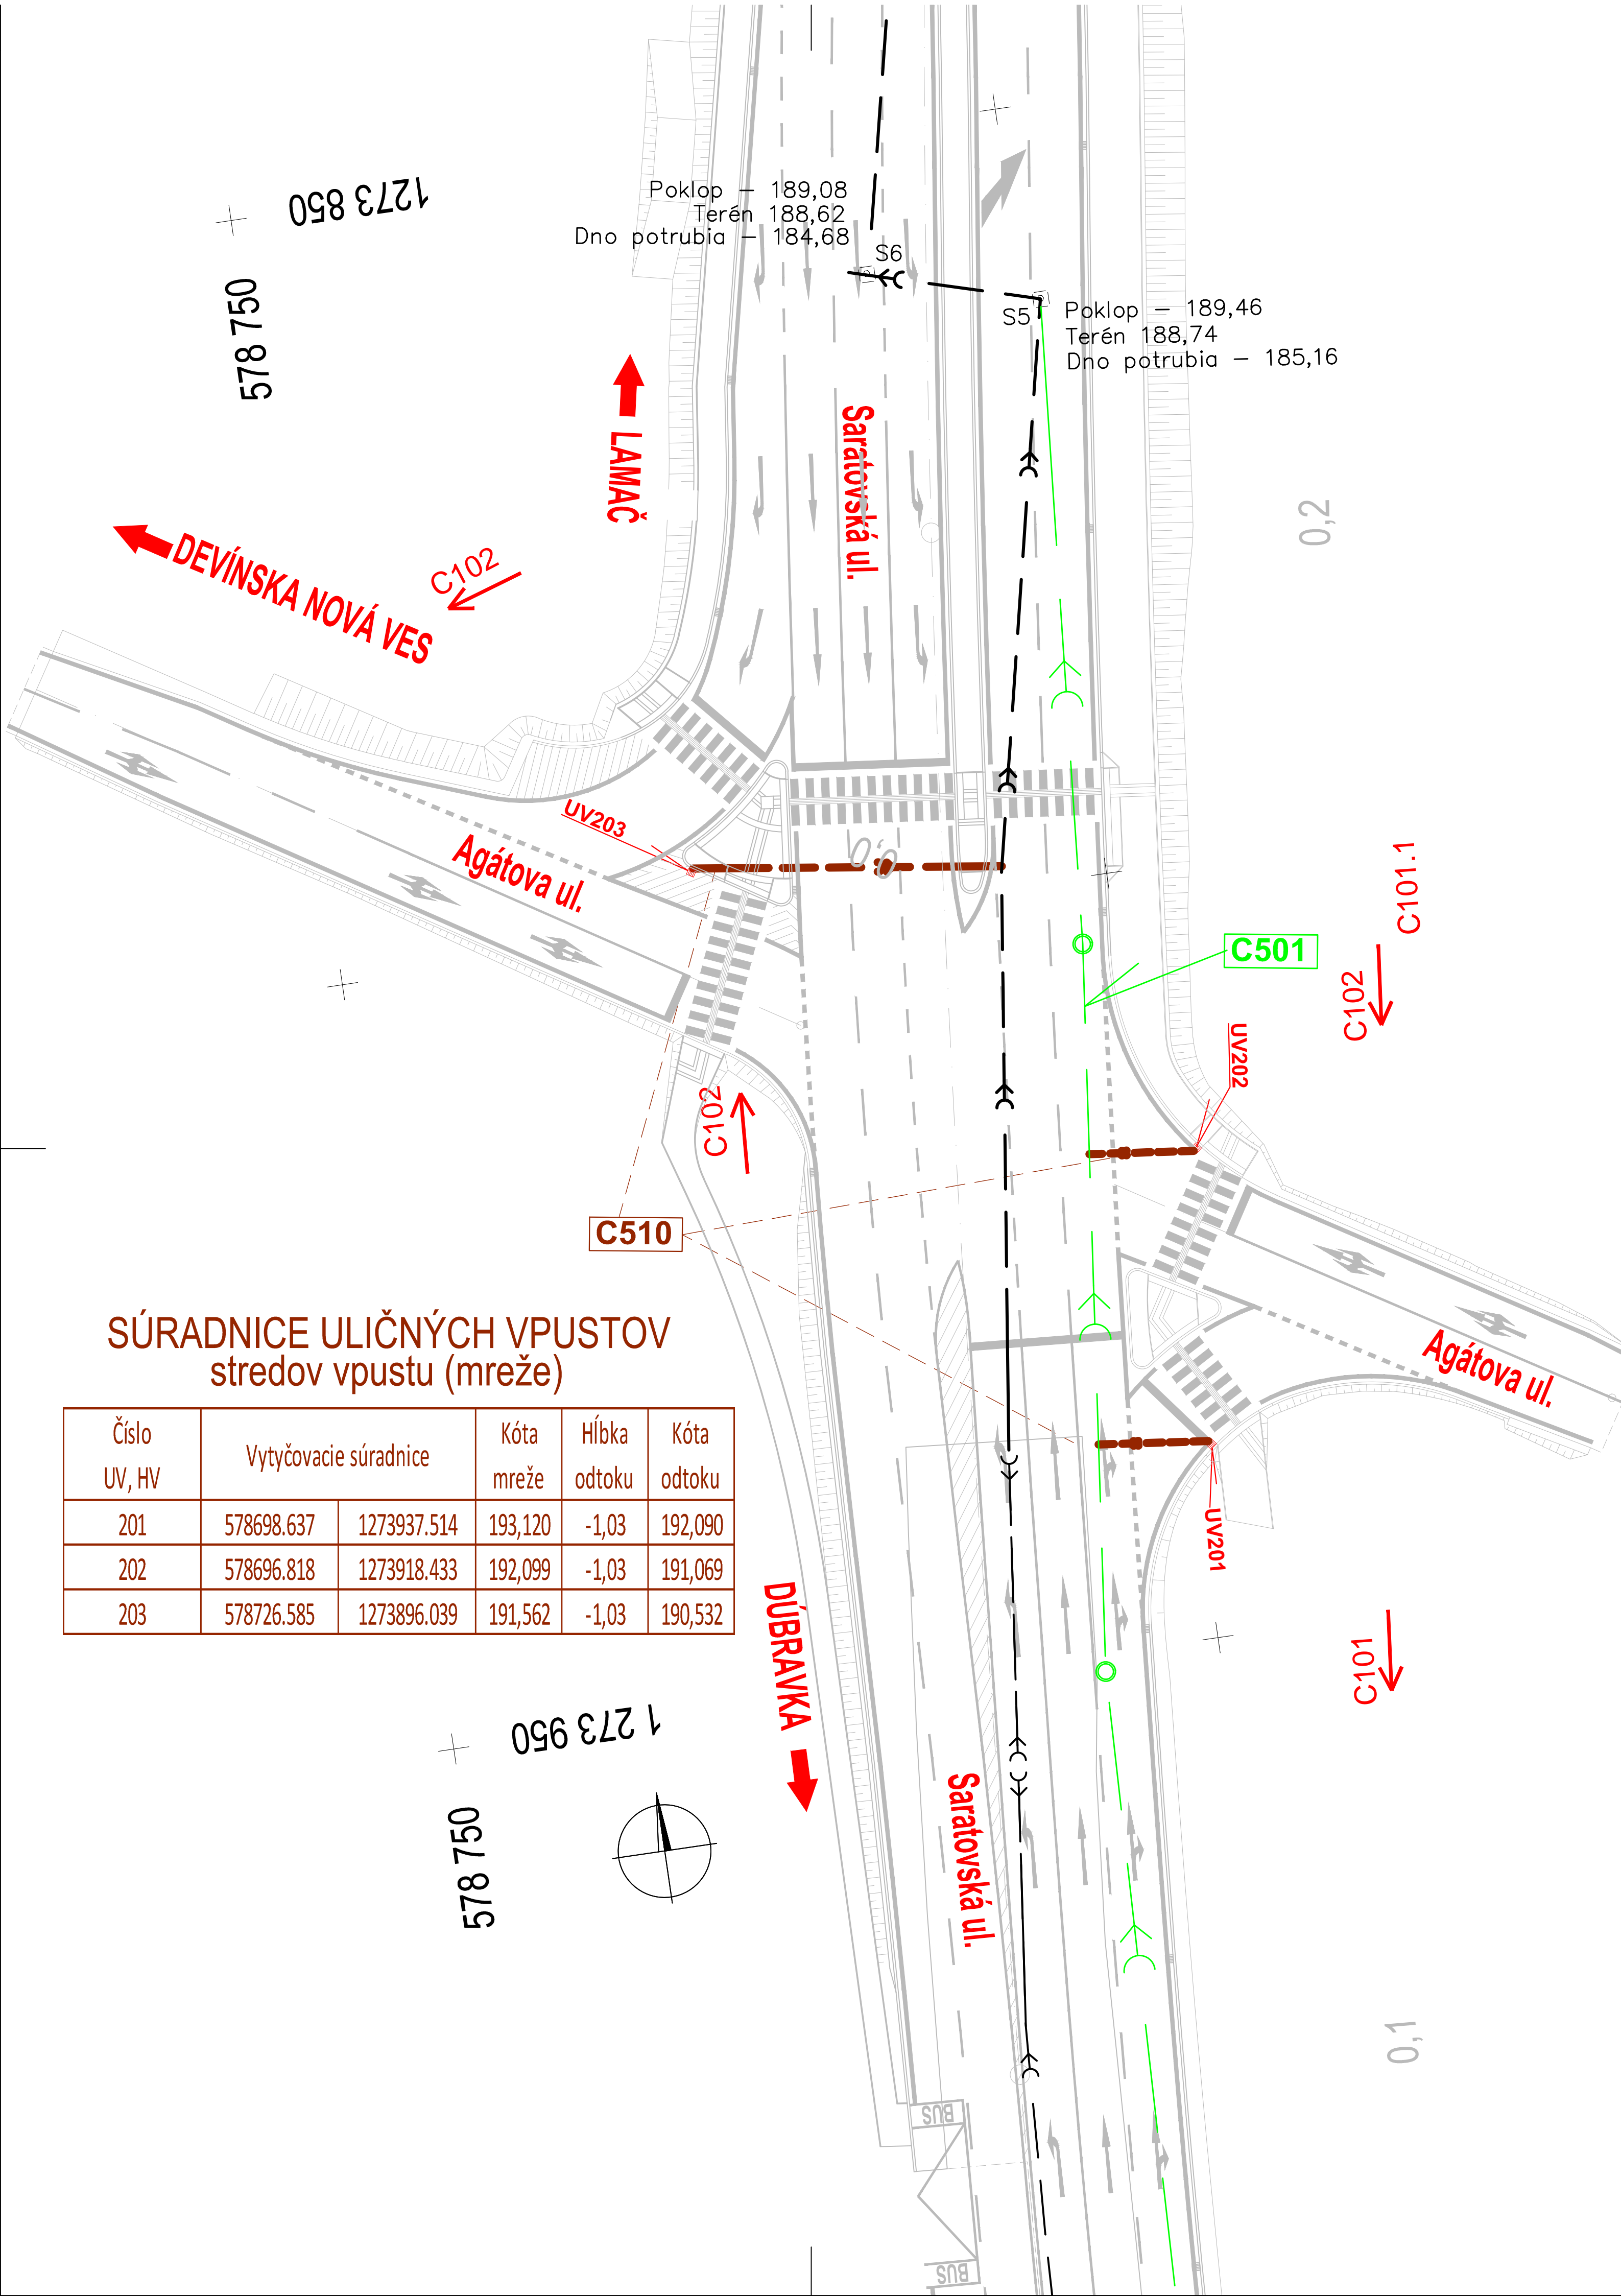 1273 850
578 750
Poklop – 189,08
Terén 188,62
Dno potrubia – 184,68
S6
S5
Poklop – 189,46
Terén 188,74
Dno potrubia – 185,16
LAMAČ
Saratovská ul.
DEVÍNSKA NOVÁ VES
C102
0,2
UV203
Agátova ul.
0,0
C101.1
C501
C102
UV202
C102
C510
SÚRADNICE ULIČNÝCH VPUSTOV
stredov vpustu (mreže)
Číslo UV, HV Vytyčovacie súradnice Kóta mreže Hĺbka odtoku Kóta odtoku
201 578698.637 1273937.514 193,120 -1,03 192,090
202 578696.818 1273918.433 192,099 -1,03 191,069
203 578726.585 1273896.039 191,562 -1,03 190,532
Agátova ul.
UV201
DÚBRAVKA
C101
1 273 950
578 750
Saratovská ul.
0,1
BUS
BUS